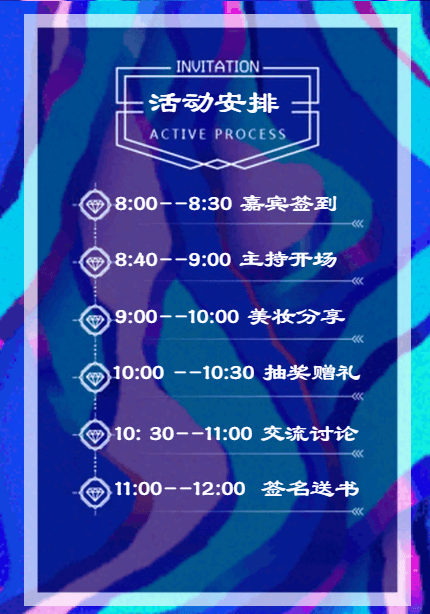 INVITATION
活动安排
ACTIVE PROCESS
8:00--8:30 嘉宾签到
8:40--9:00 主持开场
9:00--10:00 美妆分享
10:00 --10:30 抽奖赠礼
10: 30--11:00 交流讨论
11:00--12:00 签名送书